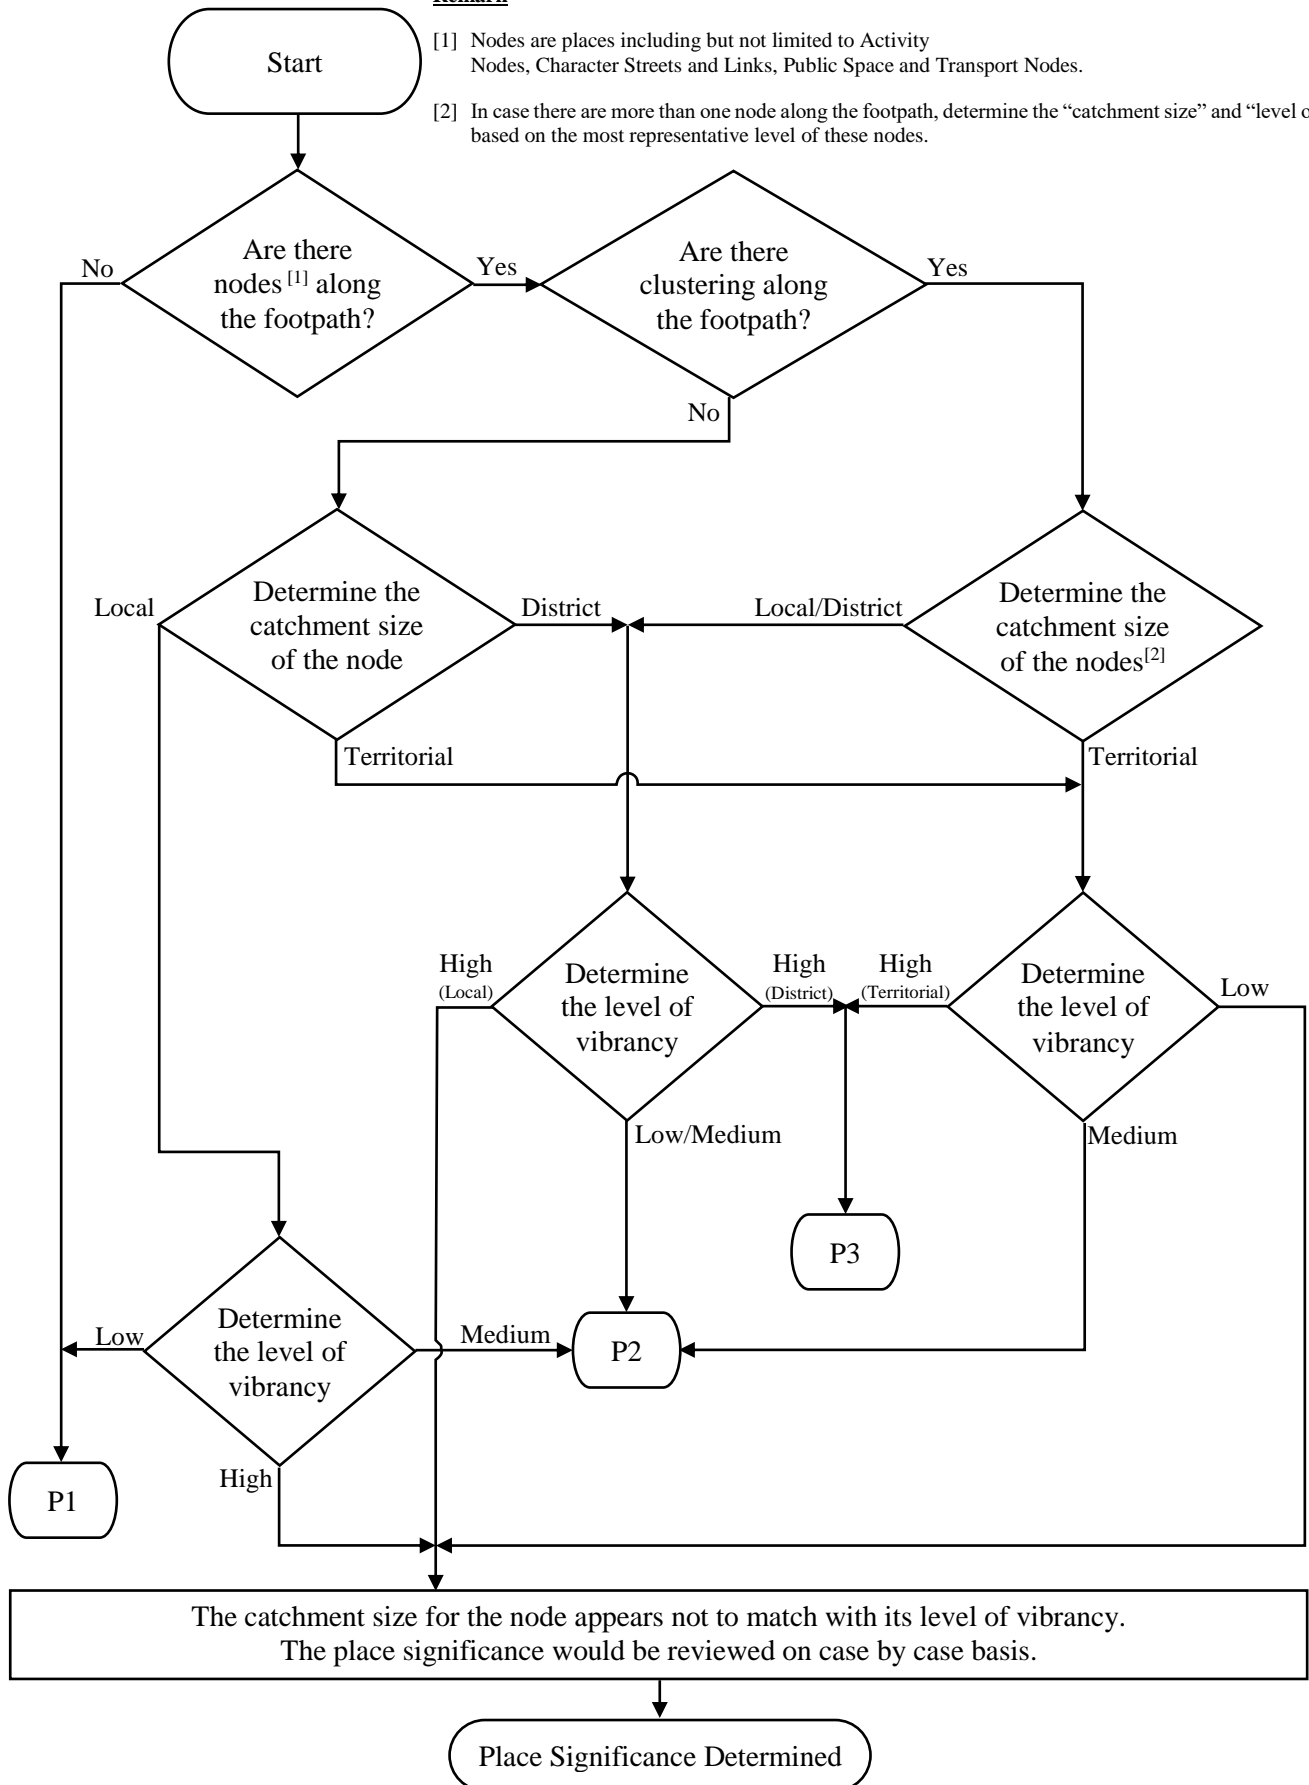 Remark
Start
[1] Nodes are places including but not limited to Activity
Nodes, Character Streets and Links, Public Space and Transport Nodes.
[2] In case there are more than one node along the footpath, determine the “catchment size” and “level
based on the most representative level of these nodes.
Are there
nodes [1] along
the footpath?
No
Yes
Are there
clustering along
the footpath?
Yes
No
Determine the
catchment size
of the node
Local
District
Territorial
Local/District
Determine the
catchment size
of the nodes[2]
Territorial
High
(Local)
Determine
the level of
vibrancy
High
(District)
Low/Medium
High
(Territorial)
Determine
the level of
vibrancy
Low
Medium
P3
Low
Determine
the level of
vibrancy
Medium
High
P2
P1
The catchment size for the node appears not to match with its level of vibrancy.
The place significance would be reviewed on case by case basis.
Place Significance Determined